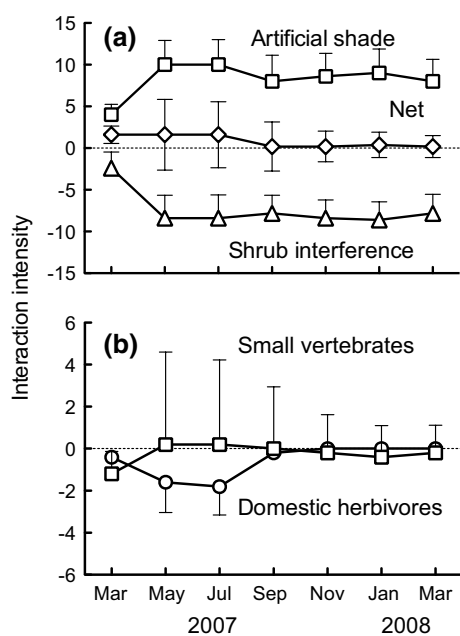 (a)
Artificial shade
Net
Shrub interference
15
10
5
0
-5
-10
-15
Interaction intensity
(b)
Small vertebrates
Domestic herbivores
6
4
2
0
-2
-4
-6
Mar May Jul Sep Nov Jan Mar
2007 2008